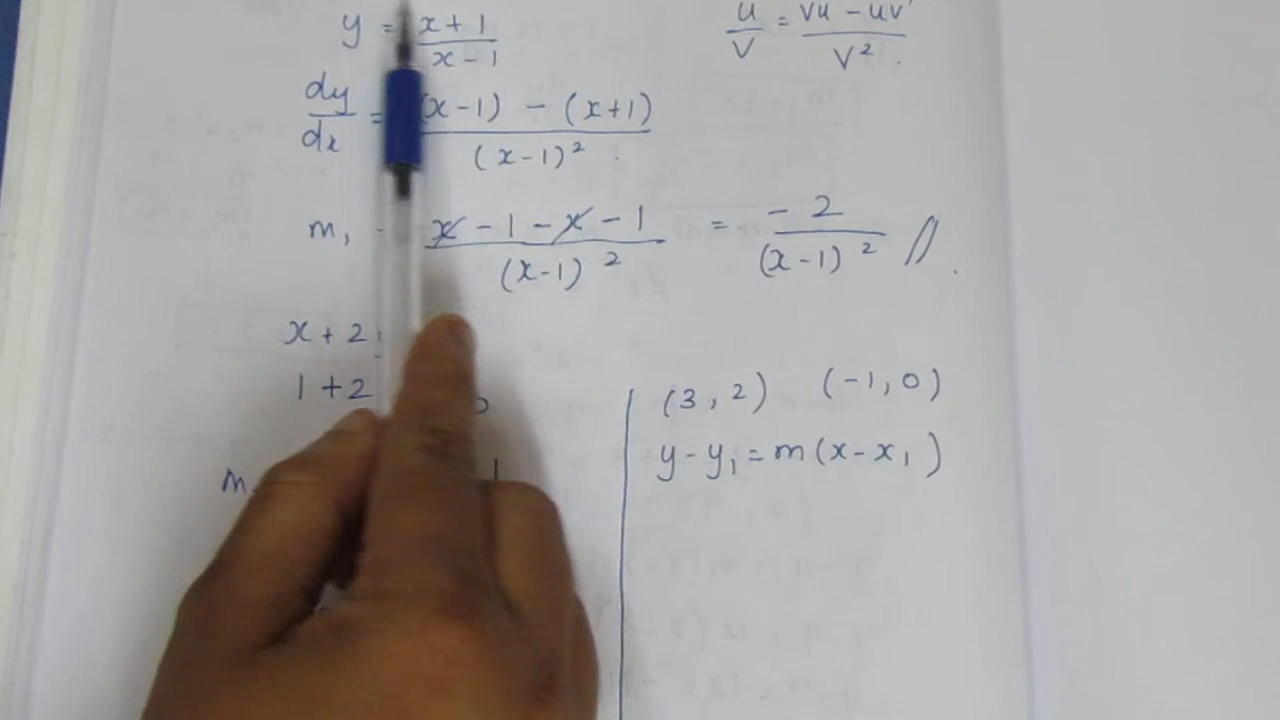 y = x + 1 / x - 1
u / v = vu - uv' / v²
dy / dx = (x-1) - (x+1) / (x-1)²
m₁ = x - 1 - x - 1 / (x-1)² = -2 / (x-1)² //
x + 2
1 + 2
(3, 2) (-1, 0)
y - y₁ = m(x - x₁)
m
1